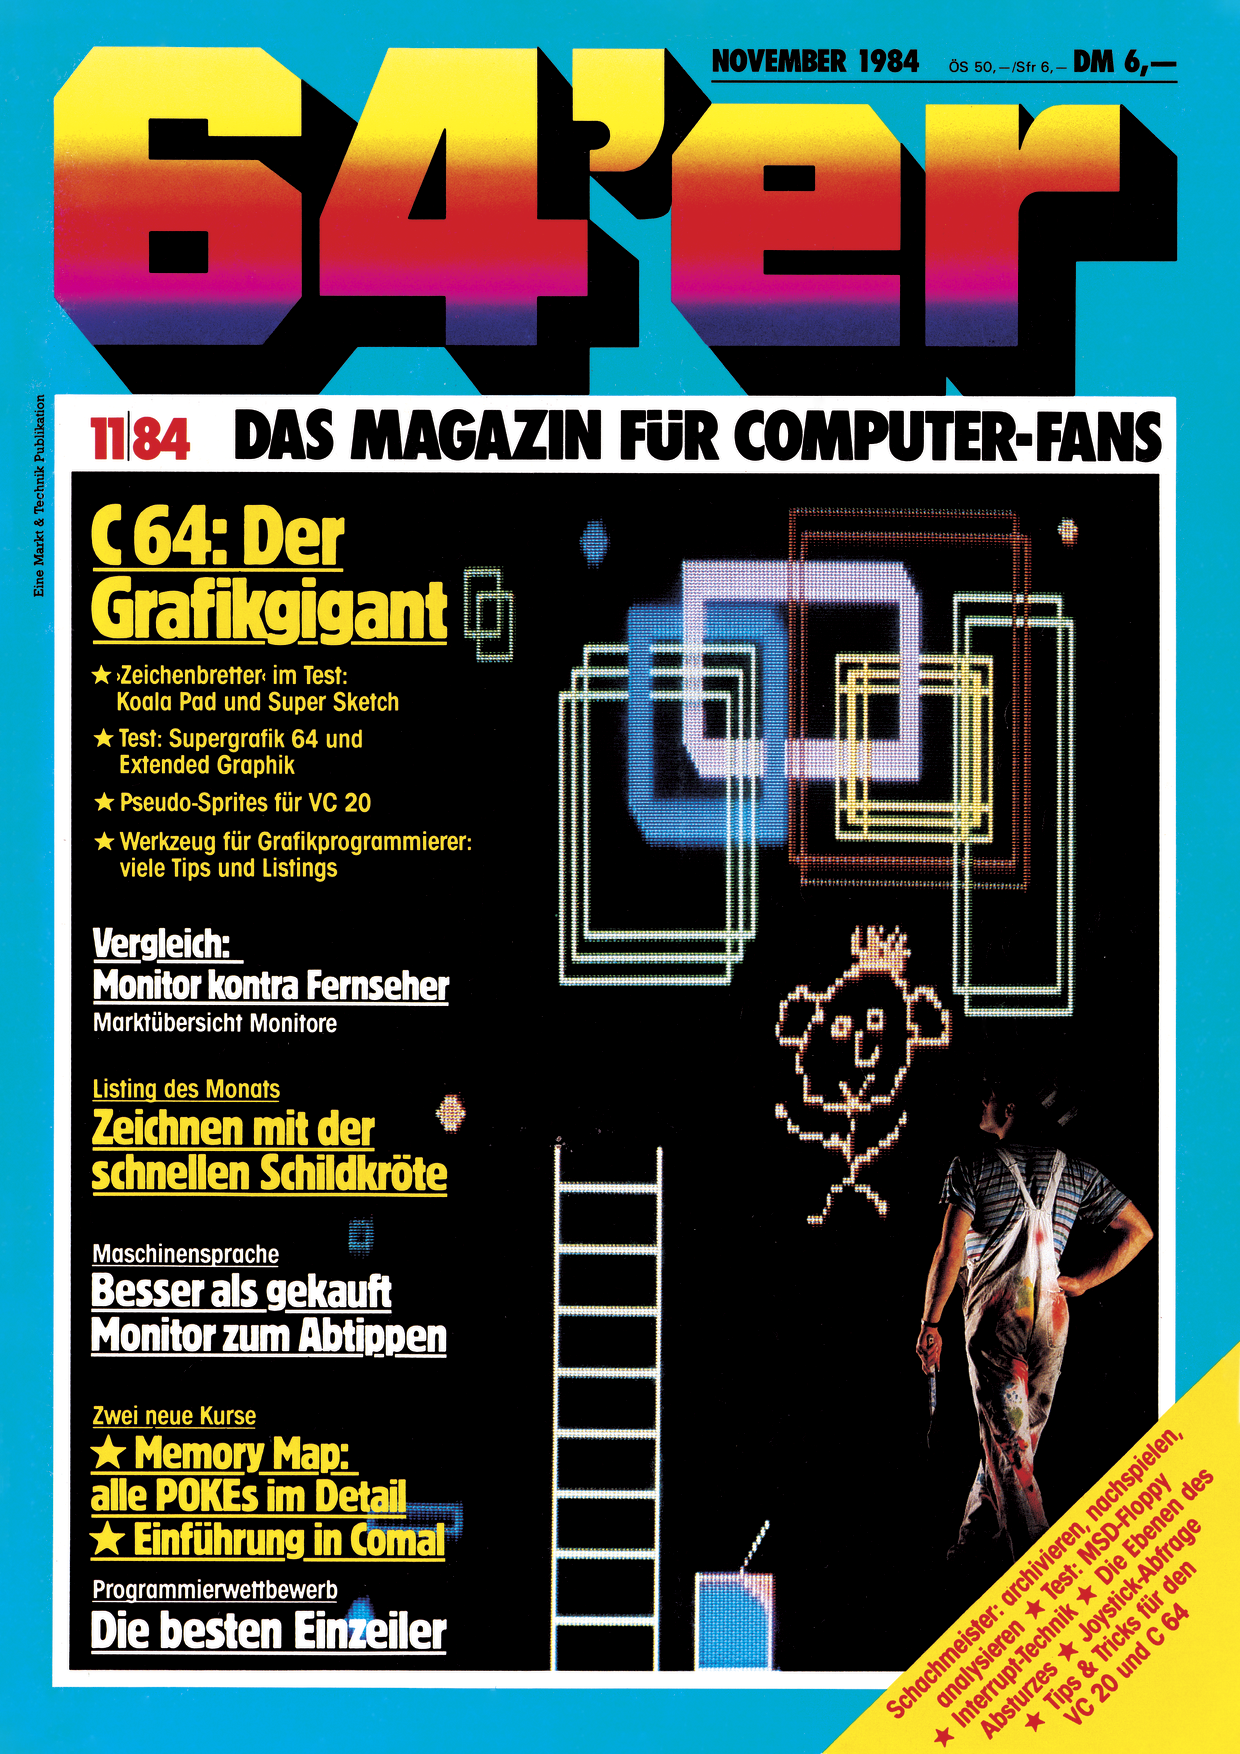 NOVEMBER 1984 ÖS 50,–/Sfr 6,– DM 6,–
64'er
Eine Markt & Technik Publikation
11|84 DAS MAGAZIN FÜR COMPUTER-FANS
C 64: Der
Grafikgigant
★ ›Zeichenbretter‹ im Test:
Koala Pad und Super Sketch
★ Test: Supergrafik 64 und
Extended Graphik
★ Pseudo-Sprites für VC 20
★ Werkzeug für Grafikprogrammierer:
viele Tips und Listings
Vergleich:
Monitor kontra Fernseher
Marktübersicht Monitore
Listing des Monats
Zeichnen mit der
schnellen Schildkröte
Maschinensprache
Besser als gekauft
Monitor zum Abtippen
Zwei neue Kurse
★ Memory Map:
alle POKEs im Detail
★ Einführung in Comal
Programmierwettbewerb
Die besten Einzeiler
Schachmeister: archivieren, nachspielen,
analysieren ★ Test: MSD-Floppy
★ Interrupt-Technik ★ Die Ebenen des
Absturzes ★ Joystick-Abfrage
★ Tips & Tricks für den
VC 20 und C 64